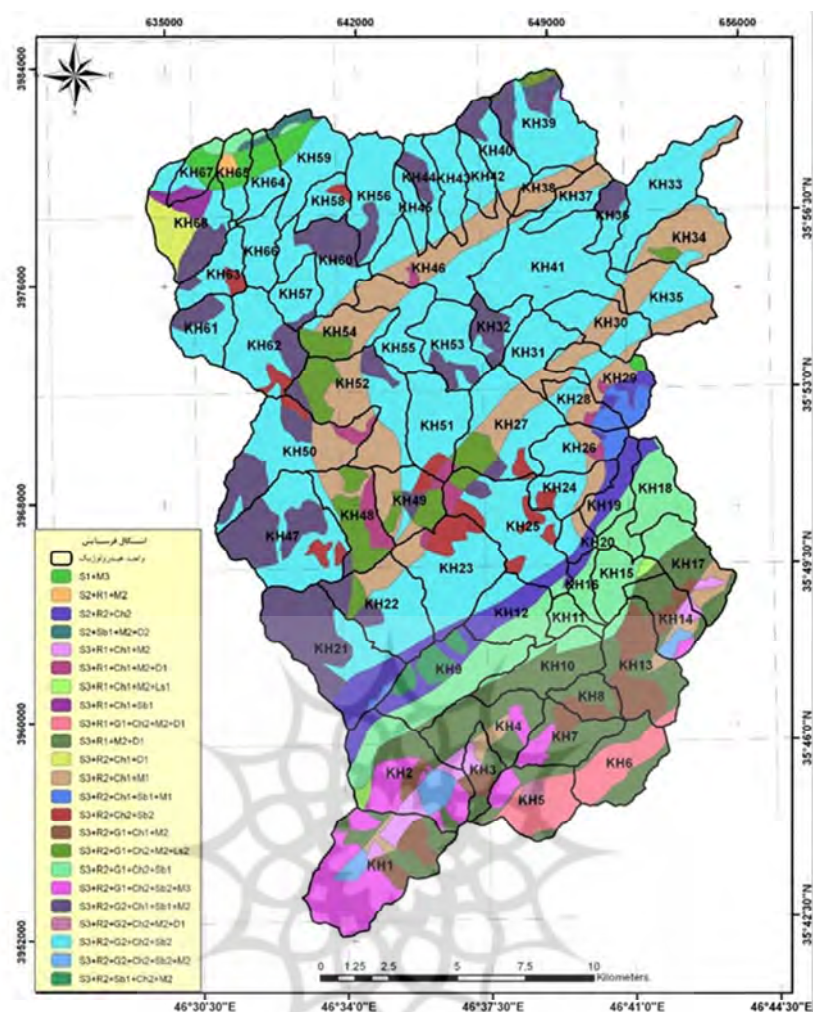 635000 642000 649000 656000
3984000
3976000
3968000
3960000
3952000
35°56'30"N
35°53'0"N
35°49'30"N
35°46'0"N
35°42'30"N
46°30'30"E 46°34'0"E 46°37'30"E 46°41'0"E 46°44'30"E
KH39
KH40
KH59
KH67 KH65 KH64
KH44 KH43 KH42
KH38 KH37
KH33
KH58 KH56
KH45
KH36
KH68
KH66
KH34
KH60
KH63
KH46
KH41
KH35
KH57
KH61
KH62
KH54
KH32
KH30
KH55 KH53
KH31
KH52
KH29
KH28
KH51
KH27
KH50
KH26
KH48 KH49
KH24
KH19
KH18
KH47
KH25
KH20
KH23
KH17
KH16 KH15
KH22
KH12
KH11
KH14
KH21
KH9
KH10
KH13
KH8
KH4
KH7
KH2 KH3
KH6
KH5
KH1
واحد هیدرولوژیک
S1+M3
S2+R1+M2
S2+R2+Ch2
S2+Sb1+M2+D2
S3+R1+Ch1+M2
S3+R1+Ch1+M2+D1
S3+R1+Ch1+M2+Ls1
S3+R1+Ch1+Sb1
S3+R1+G1+Ch2+M2+D1
S3+R1+M2+D1
S3+R2+Ch1+D1
S3+R2+Ch1+M1
S3+R2+Ch1+Sb1+M1
S3+R2+Ch2+Sb2
S3+R2+G1+Ch1+M2
S3+R2+G1+Ch2+M2+Ls2
S3+R2+G1+Ch2+Sb1
S3+R2+G1+Ch2+Sb2+M3
S3+R2+G2+Ch1+Sb1+M2
S3+R2+G2+Ch2+M2+D1
S3+R2+G2+Ch2+Sb2
S3+R2+G2+Ch2+Sb2+M2
S3+R2+Sb1+Ch2+M2
0 1.25 2.5 5 7.5 10
Kilometers